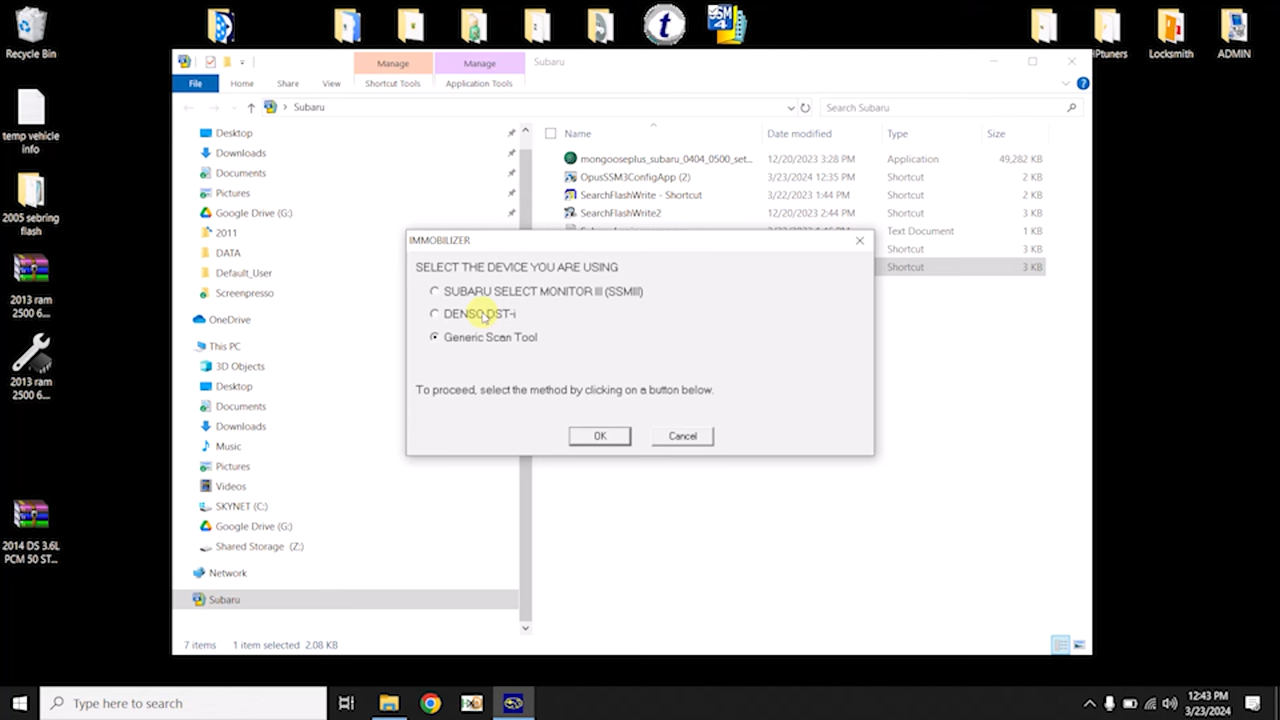 Recycle Bin
temp vehicle
info
2005 sebring
flash
2013 ram
2500 6...
2013 ram
2500 6...
2014 DS 3.6L
PCM 50 ST...
t
SSM
4
Locksmith
ADMIN
Manage
Manage
Subaru
File
Home
Share
View
Shortcut Tools
Application Tools
?
Subaru
Search Subaru
Desktop
Downloads
Documents
Pictures
Google Drive (G:)
2011
DATA
Default_User
Screenpresso
OneDrive
This PC
3D Objects
Desktop
Documents
Downloads
Music
Pictures
Videos
SKYNET (C:)
Google Drive (G:)
Shared Storage (Z:)
Network
Subaru
Name Date modified Type Size
mongooseplus_subaru_0404_0500_set... 12/20/2023 3:28 PM Application 49,282 KB
OpusSSM3ConfigApp (2) 3/23/2024 12:35 PM Shortcut 2 KB
SearchFlashWrite - Shortcut 3/22/2023 1:44 PM Shortcut 2 KB
SearchFlashWrite2 12/20/2023 2:44 PM Shortcut 3 KB
Text Document 1 KB
Shortcut 3 KB
Shortcut 3 KB
IMMOBILIZER
SELECT THE DEVICE YOU ARE USING
SUBARU SELECT MONITOR III (SSMIII)
DENSO DST-i
Generic Scan Tool
To proceed, select the method by clicking on a button below.
OK Cancel
7 items 1 item selected 2.08 KB
Type here to search
12:43 PM
3/23/2024